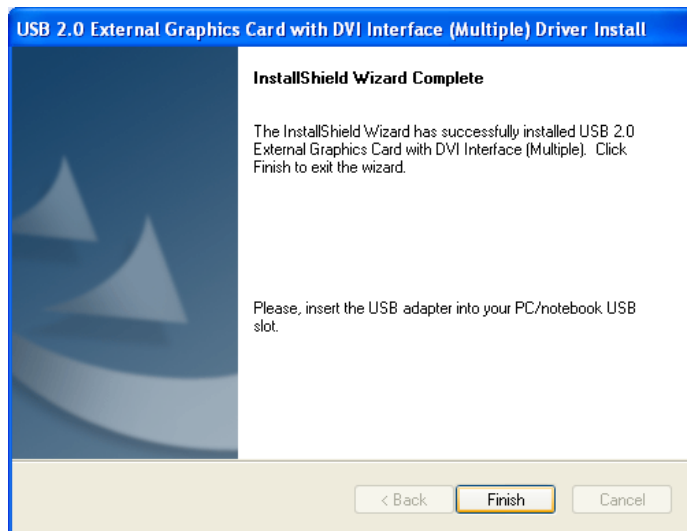 USB 2.0 External Graphics Card with DVI Interface (Multiple) Driver Install
InstallShield Wizard Complete
The InstallShield Wizard has successfully installed USB 2.0
External Graphics Card with DVI Interface (Multiple). Click
Finish to exit the wizard.
Please, insert the USB adapter into your PC/notebook USB
slot.
< Back Finish Cancel